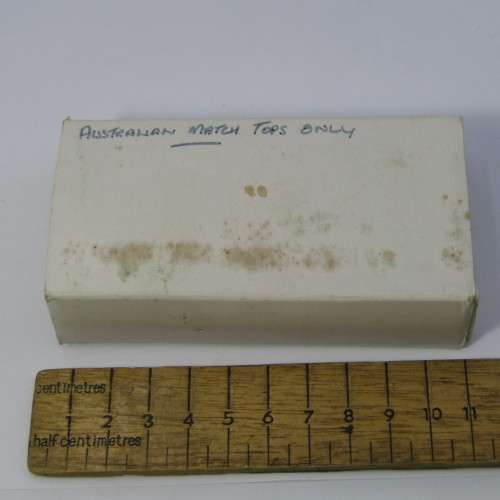 AUSTRALIAN MATCH TOPS ONLY
centimetres
1 2 3 4 5 6 7 8 9 10 11
half centimetres